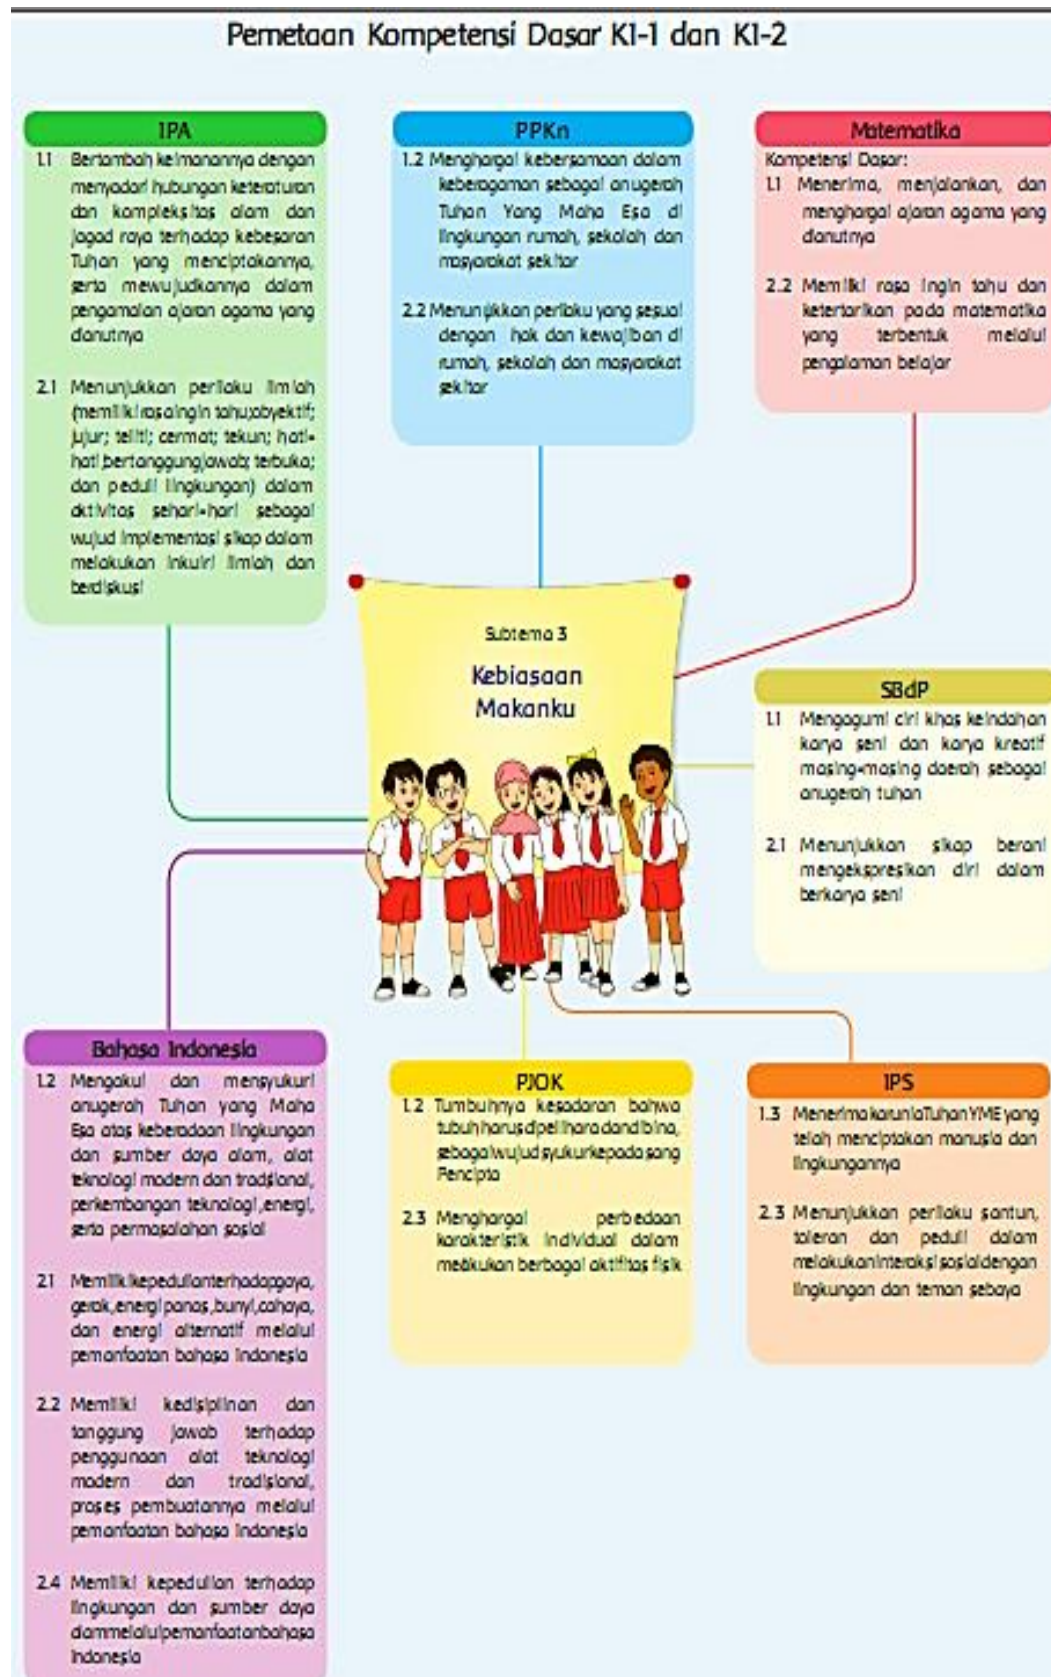 Pemetaan Kompetensi Dasar KI-1 dan KI-2
IPA
1.1 Bertambah keimanannya dengan
menyadari hubungan keteraturan
dan kompleksitas alam dan
jagad raya terhadap kebesaran
Tuhan yang menciptakannya,
serta mewujudkannya dalam
pengamalan ajaran agama yang
dianutnya
2.1 Menunjukkan perilaku ilmiah
(memiliki rasa ingin tahu; obyektif;
jujur; teliti; cermat; tekun; hati-
hati; bertanggung jawab; terbuka;
dan peduli lingkungan) dalam
aktivitas sehari-hari sebagai
wujud implementasi sikap dalam
melakukan inkuiri ilmiah dan
berdiskusi
PPKn
1.2 Menghargai kebersamaan dalam
keberagaman sebagai anugerah
Tuhan Yang Maha Esa di
lingkungan rumah, sekolah dan
masyarakat sekitar
2.2 Menunjukkan perilaku yang sesuai
dengan hak dan kewajiban di
rumah, sekolah dan masyarakat
sekitar
Matematika
Kompetensi Dasar:
1.1 Menerima, menjalankan, dan
menghargai ajaran agama yang
dianutnya
2.2 Memiliki rasa ingin tahu dan
ketertarikan pada matematika
yang terbentuk melalui
pengalaman belajar
Subtema 3
Kebiasaan
Makanku
SBdP
1.1 Mengagumi ciri khas keindahan
karya seni dan karya kreatif
masing-masing daerah sebagai
anugerah tuhan
2.1 Menunjukkan sikap berani
mengekspresikan diri dalam
berkarya seni
Bahasa Indonesia
1.2 Mengakui dan mensyukuri
anugerah Tuhan yang Maha
Esa atas keberadaan lingkungan
dan sumber daya alam, alat
teknologi modern dan tradisional,
perkembangan teknologi, energi,
serta permasalahan sosial
2.1 Memiliki kepedulian terhadap gaya,
gerak, energi panas, bunyi, cahaya,
dan energi alternatif melalui
pemanfaatan bahasa Indonesia
2.2 Memiliki kedisiplinan dan
tanggung jawab terhadap
penggunaan alat teknologi
modern dan tradisional,
proses pembuatannya melalui
pemanfaatan bahasa Indonesia
2.4 Memiliki kepedulian terhadap
lingkungan dan sumber daya
alam melalui pemanfaatan bahasa
Indonesia
PJOK
1.2 Tumbuhnya kesadaran bahwa
tubuh harus dipelihara dan dibina,
sebagai wujud syukur kepada sang
Pencipta
2.3 Menghargai perbedaan
karakteristik individual dalam
melakukan berbagai aktifitas fisik
IPS
1.3 Menerima karunia Tuhan YME yang
telah menciptakan manusia dan
lingkungannya
2.3 Menunjukkan perilaku santun,
toleran dan peduli dalam
melakukan interaksi sosial dengan
lingkungan dan teman sebaya